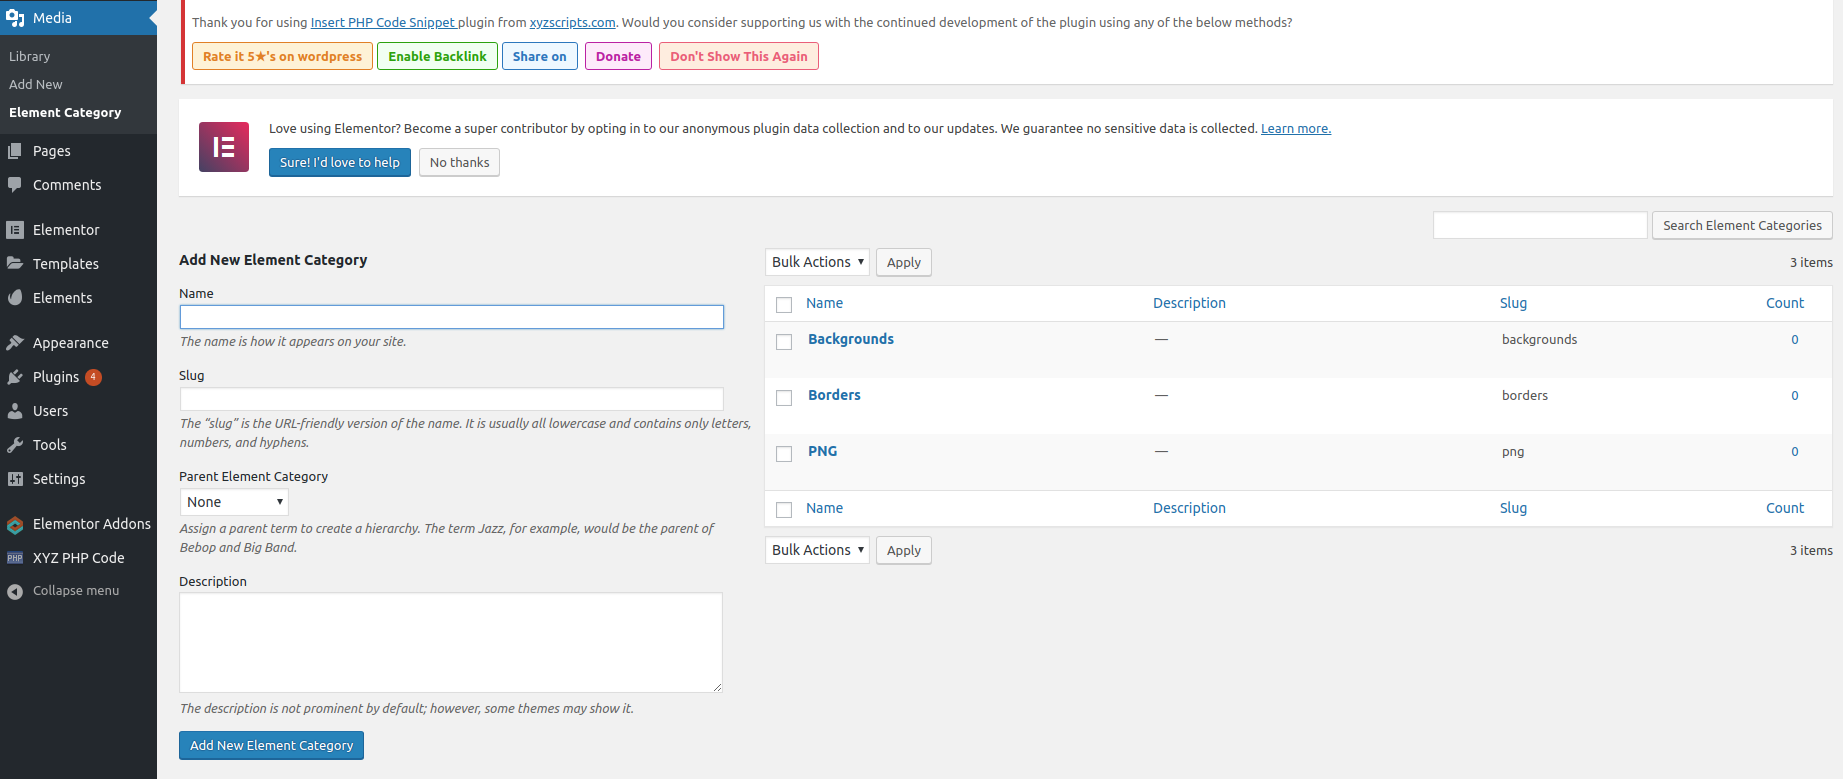 Media
Library
Add New
Element Category
Pages
Comments
Elementor
Templates
Elements
Appearance
Plugins 4
Users
Tools
Settings
Elementor Addons
PHP XYZ PHP Code
Collapse menu
Thank you for using Insert PHP Code Snippet plugin from xyzscripts.com. Would you consider supporting us with the continued development of the plugin using any of the below methods?
Rate it 5★'s on wordpress Enable Backlink Share on Donate Don't Show This Again
Love using Elementor? Become a super contributor by opting in to our anonymous plugin data collection and to our updates. We guarantee no sensitive data is collected. Learn more.
Sure! I'd love to help No thanks
Search Element Categories
Add New Element Category
Name
The name is how it appears on your site.
Slug
The “slug” is the URL-friendly version of the name. It is usually all lowercase and contains only letters,
numbers, and hyphens.
Parent Element Category
None
Assign a parent term to create a hierarchy. The term Jazz, for example, would be the parent of
Bebop and Big Band.
Description
The description is not prominent by default; however, some themes may show it.
Add New Element Category
Bulk Actions Apply 3 items
Name Description Slug Count
Backgrounds — backgrounds 0
Borders — borders 0
PNG — png 0
Name Description Slug Count
Bulk Actions Apply 3 items